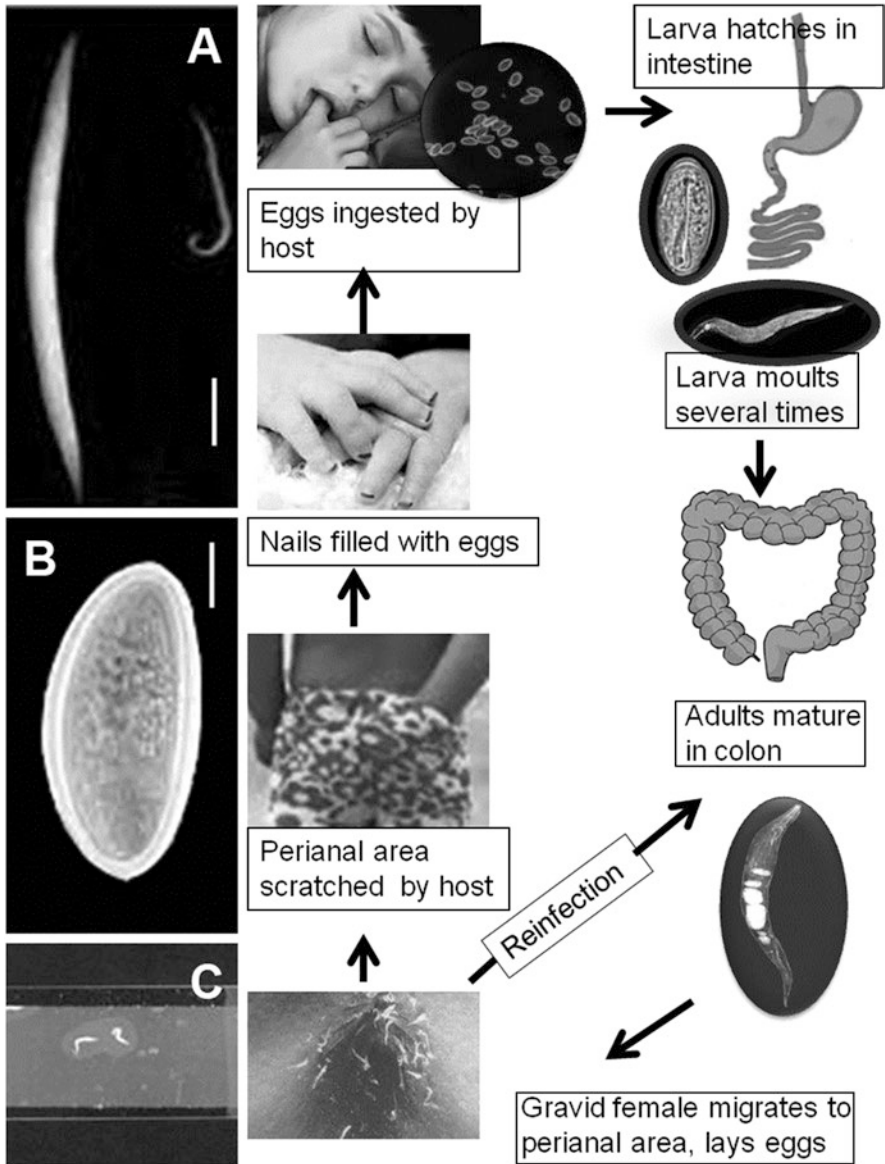 A
B
C
Eggs ingested by
host
Larva hatches in
intestine
Larva moults
several times
Nails filled with eggs
Adults mature
in colon
Perianal area
scratched by host
Reinfection
Gravid female migrates to
perianal area, lays eggs